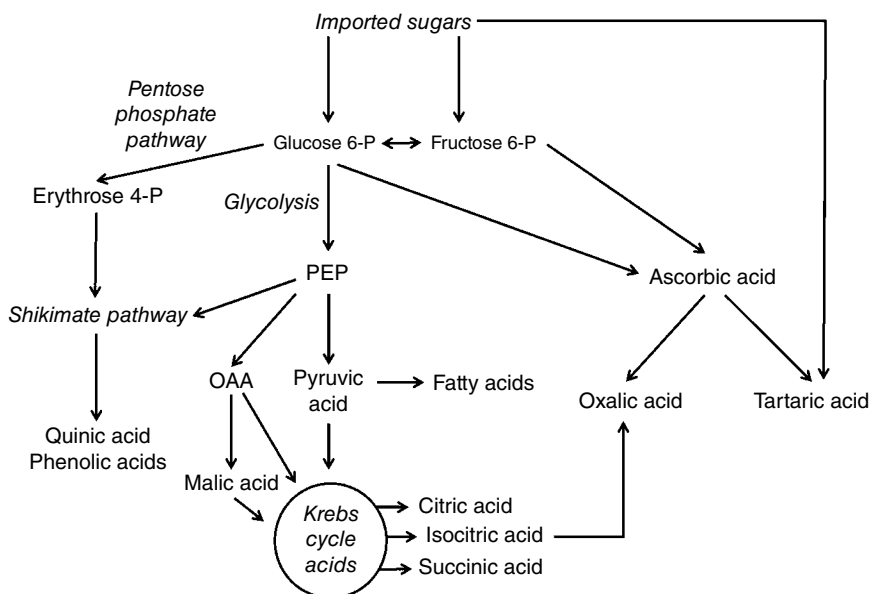 Imported sugars
Pentose
phosphate
pathway
Glucose 6-P
Fructose 6-P
Erythrose 4-P
Glycolysis
PEP
Ascorbic acid
Shikimate pathway
OAA
Pyruvic
acid
Fatty acids
Oxalic acid
Tartaric acid
Quinic acid
Phenolic acids
Malic acid
Krebs
cycle
acids
Citric acid
Isocitric acid
Succinic acid